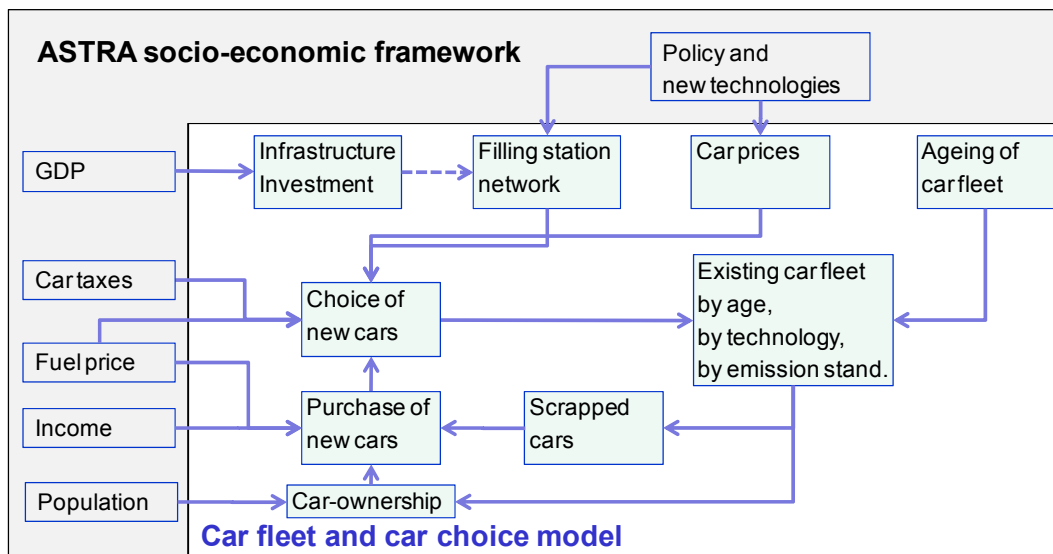 ASTRA socio-economic framework
Policy and
new technologies
GDP
Infrastructure
Investment
Filling station
network
Car prices
Ageing of
car fleet
Car taxes
Choice of
new cars
Existing car fleet
by age,
by technology,
by emission stand.
Fuel price
Income
Purchase of
new cars
Scrapped
cars
Population
Car-ownership
Car fleet and car choice model